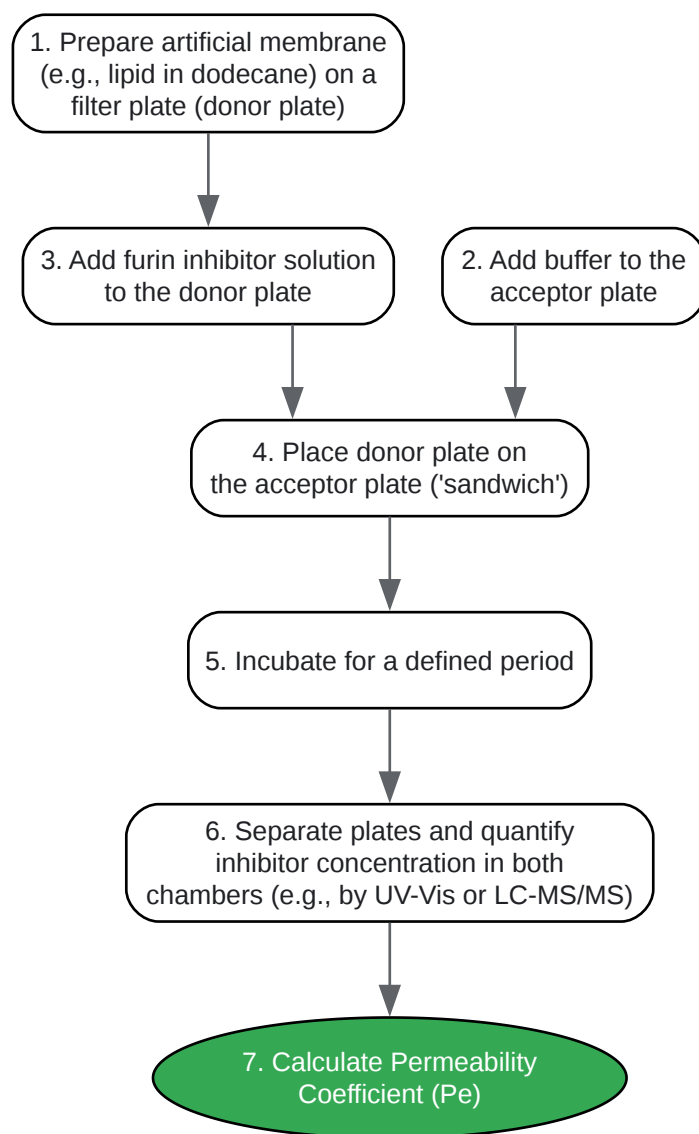 1. Prepare artificial membrane
(e.g., lipid in dodecane) on a
filter plate (donor plate)
3. Add furin inhibitor solution
to the donor plate
2. Add buffer to the
acceptor plate
4. Place donor plate on
the acceptor plate ('sandwich')
5. Incubate for a defined period
6. Separate plates and quantify
inhibitor concentration in both
chambers (e.g., by UV-Vis or LC-MS/MS)
7. Calculate Permeability
Coefficient (Pe)